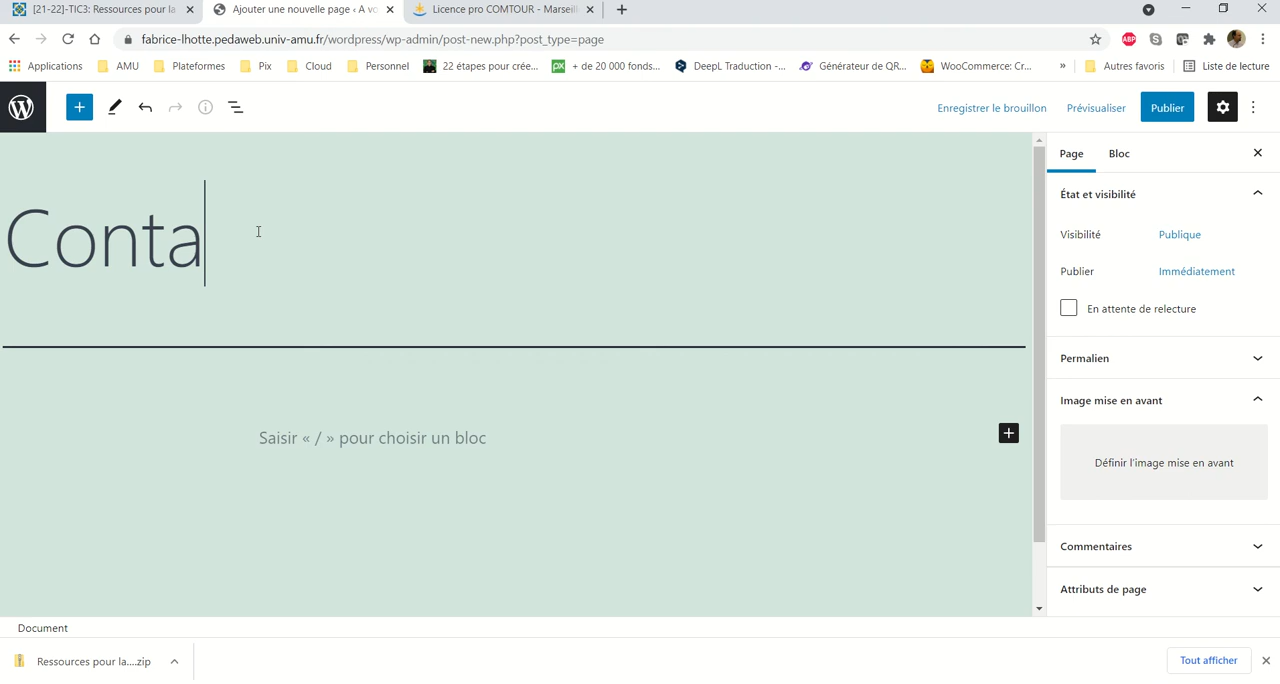 [21-22]-TIC3: Ressources pour la
Ajouter une nouvelle page ‹ A vo
Licence pro COMTOUR - Marseil
fabrice-lhotte.pedaweb.univ-amu.fr/wordpress/wp-admin/post-new.php?post_type=page
ABP
Applications
AMU
Plateformes
Pix
Cloud
Personnel
22 étapes pour crée...
+ de 20 000 fonds...
DeepL Traduction -...
Générateur de QR...
WooCommerce: Cr...
»
Autres favoris
Liste de lecture
Enregistrer le brouillon
Prévisualiser
Publier
Page
Bloc
État et visibilité
Conta
Visibilité
Publique
Publier
Immédiatement
En attente de relecture
Permalien
Image mise en avant
Saisir « / » pour choisir un bloc
Définir l'image mise en avant
Commentaires
Attributs de page
Document
Ressources pour la....zip
Tout afficher